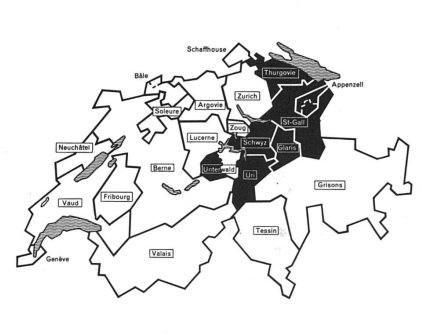 Schaffhouse
Thurgovie
Bâle
Appenzell
Zurich
Argovie
Soleure
St-Gall
Zoug
Lucerne
Schwyz
Neuchâtel
Glaris
Berne
Unterwald
Uri
Grisons
Fribourg
Vaud
Tessin
Valais
Genève